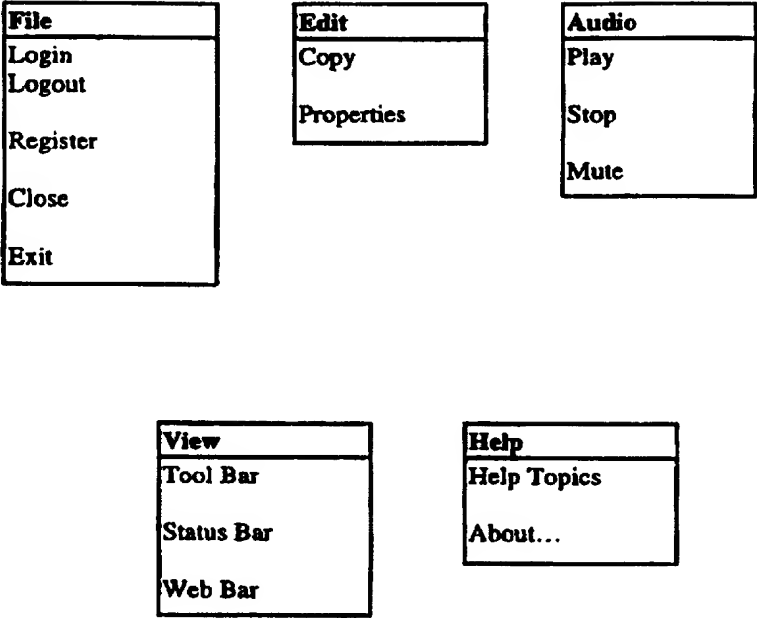 File
Login
Logout
Register
Close
Exit
Edit
Copy
Properties
Audio
Play
Stop
Mute
View
Tool Bar
Status Bar
Web Bar
Help
Help Topics
About...